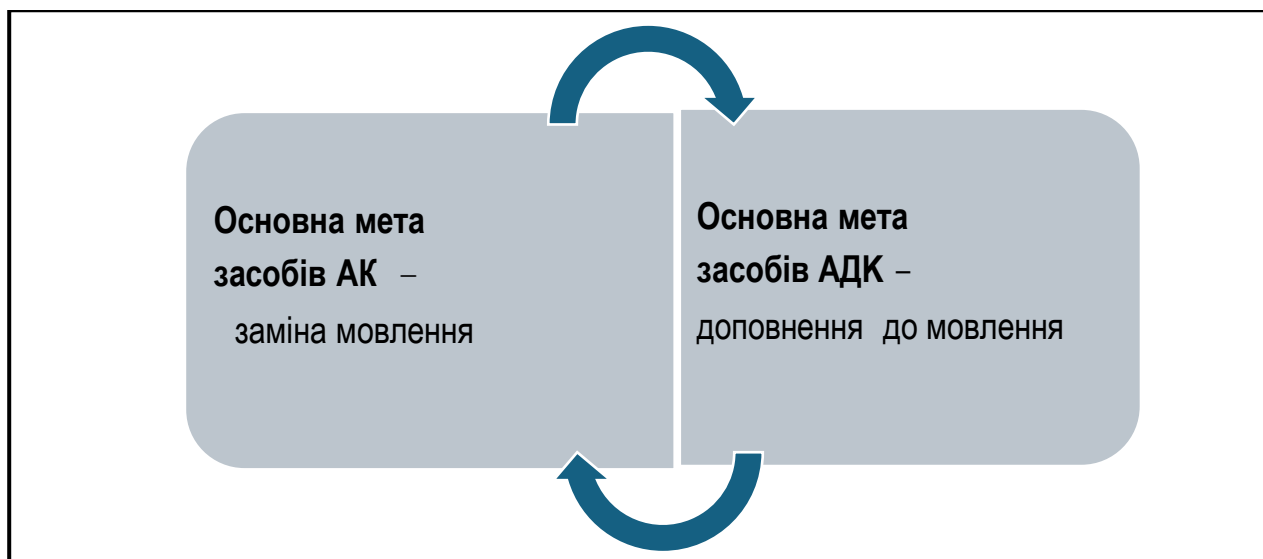 Основна мета
засобів АК –
заміна мовлення
Основна мета
засобів АДК –
доповнення до мовлення